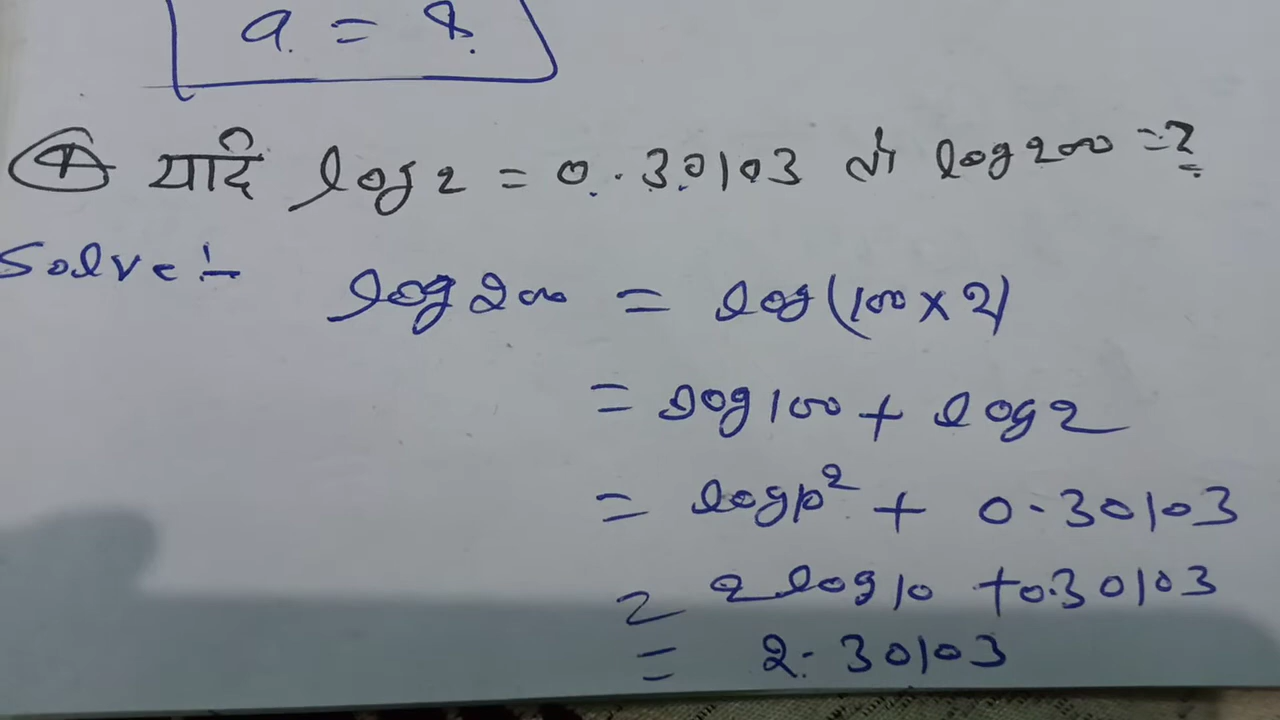 a = 8
④ यदि log 2 = 0.30103 तो log 200 = ?
Solve :-
log 200 = log(100 × 2)
= log 100 + log 2
= log 10² + 0.30103
= 2 log 10 + 0.30103
= 2.30103